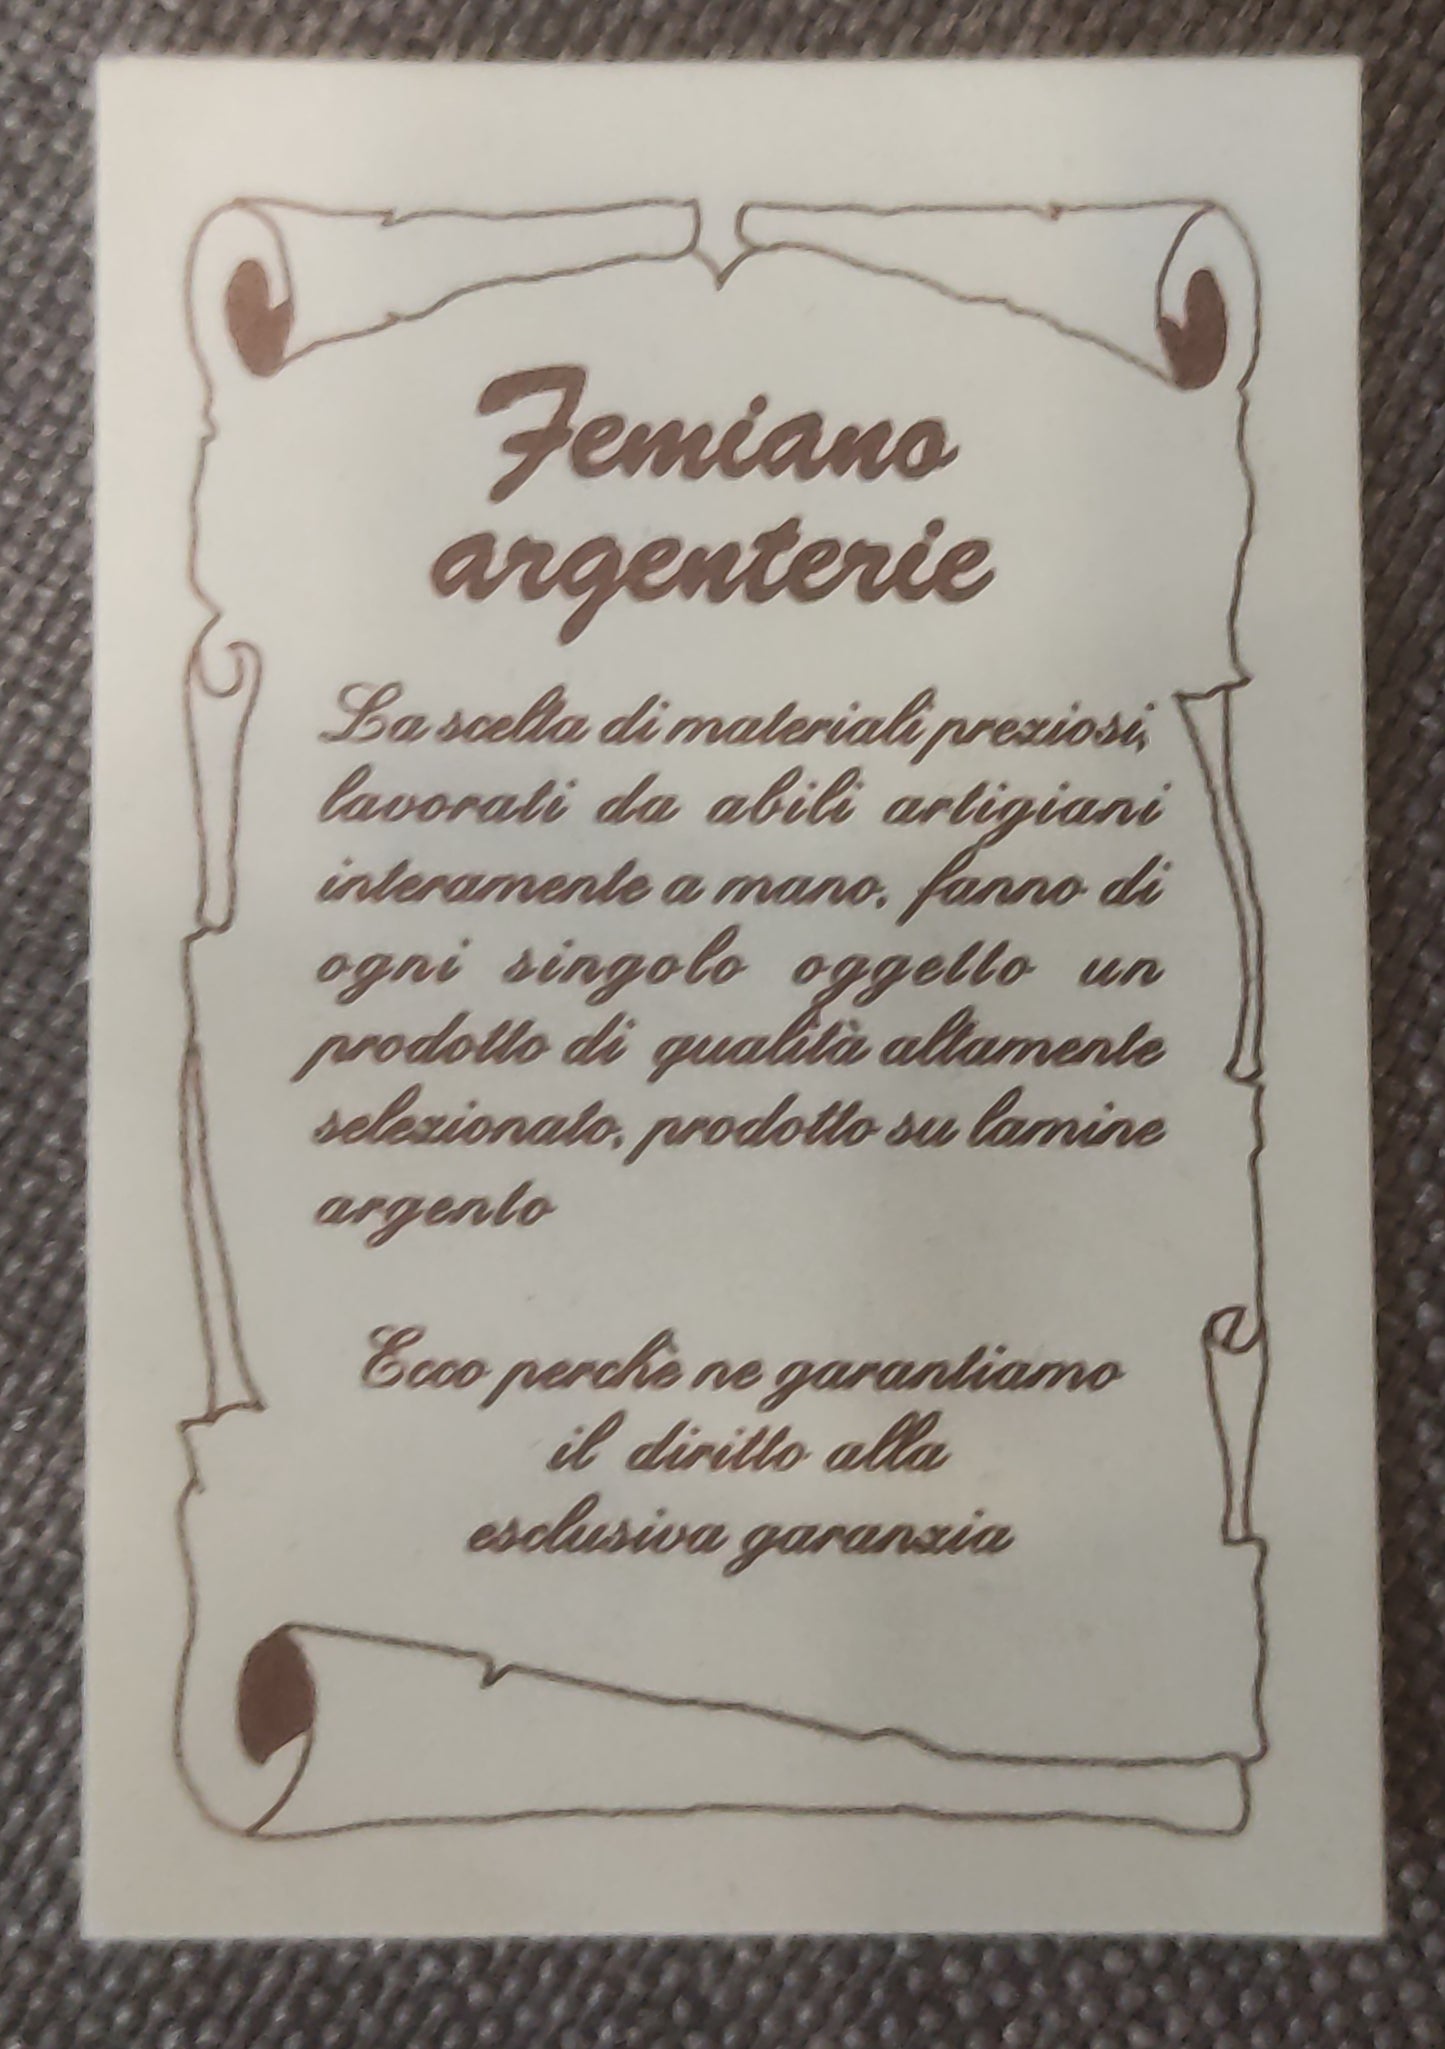 Femiano
argenterie
La scelta di materiali preziosi,
lavorati da abili artigiani
interamente a mano, fanno di
ogni singolo oggetto un
prodotto di qualità altamente
selezionato, prodotto su lamine
argento
Ecco perchè ne garantiamo
il diritto alla
esclusiva garanzia